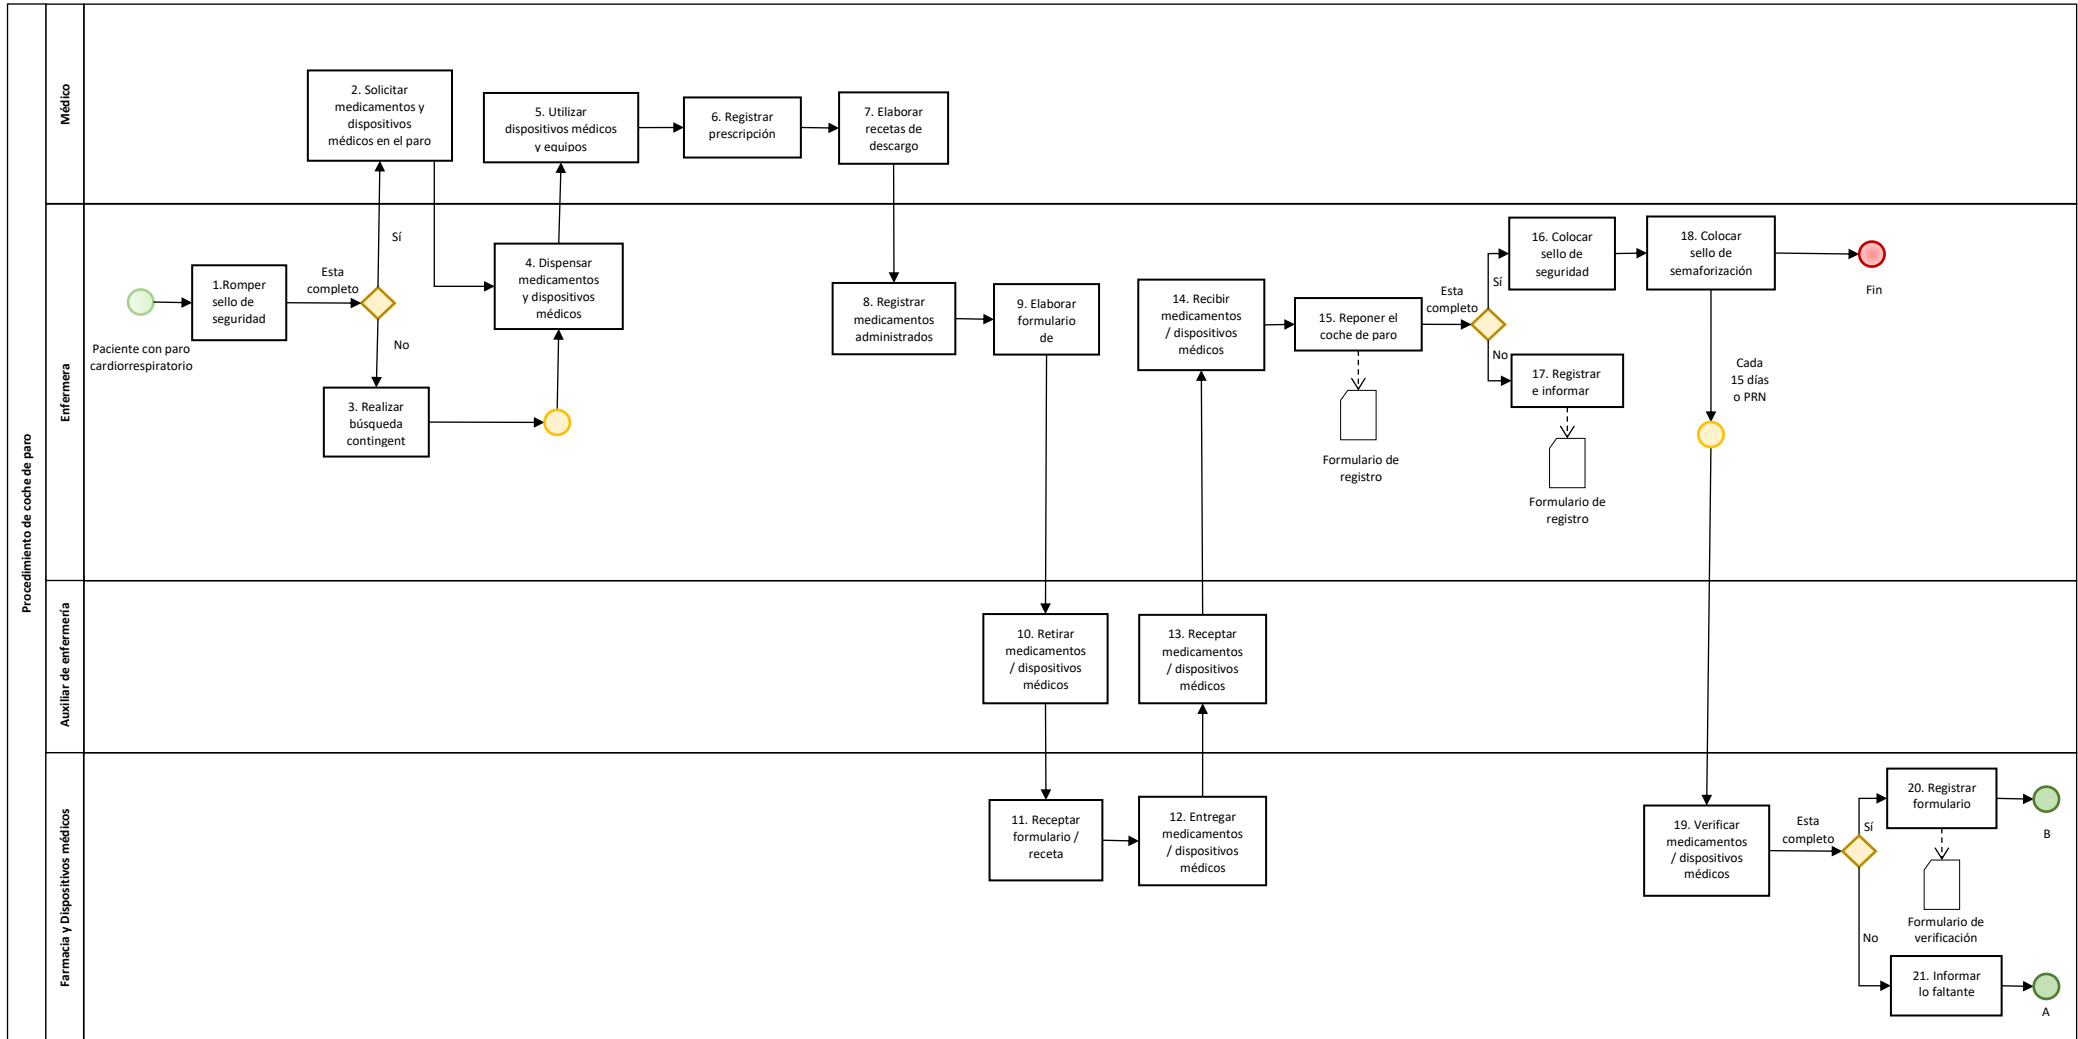 Procedimiento de coche de paro
Médico
2. Solicitar
medicamentos y
dispositivos
médicos en el paro
5. Utilizar
dispositivos médicos
y equipos
6. Registrar
prescripción
7. Elaborar
recetas de
descargo
Enfermera
Paciente con paro
cardiorrespiratorio
1.Romper
sello de
seguridad
Esta
completo
Sí
No
3. Realizar
búsqueda
contingent
4. Dispensar
medicamentos
y dispositivos
médicos
8. Registrar
medicamentos
administrados
9. Elaborar
formulario
de
14. Recibir
medicamentos
/ dispositivos
médicos
15. Reponer el
coche de paro
Formulario de
registro
Esta
completo
Sí
No
16. Colocar
sello de
seguridad
17. Registrar
e informar
Formulario de
registro
18. Colocar
sello de
semaforización
Fin
Cada
15 días
o PRN
Auxiliar de enfermería
10. Retirar
medicamentos
/ dispositivos
médicos
13. Receptar
medicamentos
/ dispositivos
médicos
Farmacia y Dispositivos médicos
11. Receptar
formulario /
receta
12. Entregar
medicamentos
/ dispositivos
médicos
19. Verificar
medicamentos
/ dispositivos
médicos
Esta
completo
Sí
No
20. Registrar
formulario
B
Formulario de
verificación
21. Informar
lo faltante
A